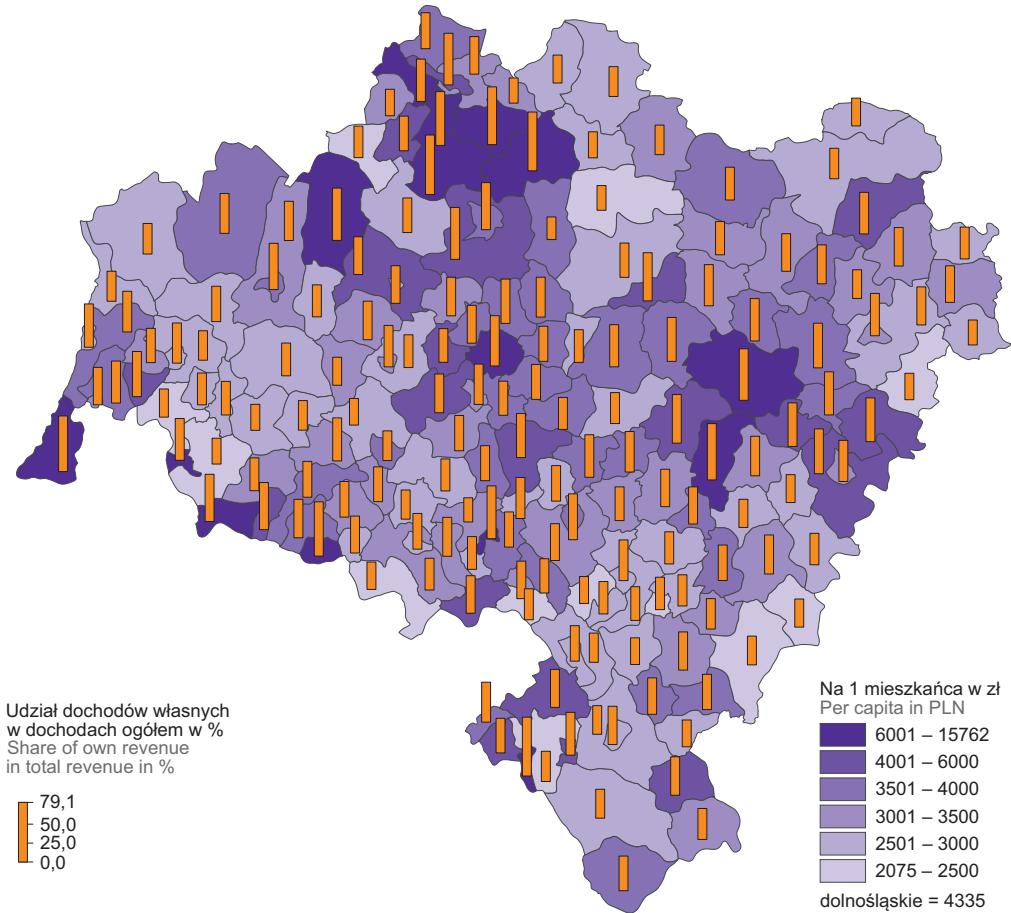 Udział dochodów własnych
w dochodach ogółem w %
Share of own revenue
in total revenue in %
79,1
50,0
25,0
0,0
Na 1 mieszkańca w zł
Per capita in PLN
6001 – 15762
4001 – 6000
3501 – 4000
3001 – 3500
2501 – 3000
2075 – 2500
dolnośląskie = 4335